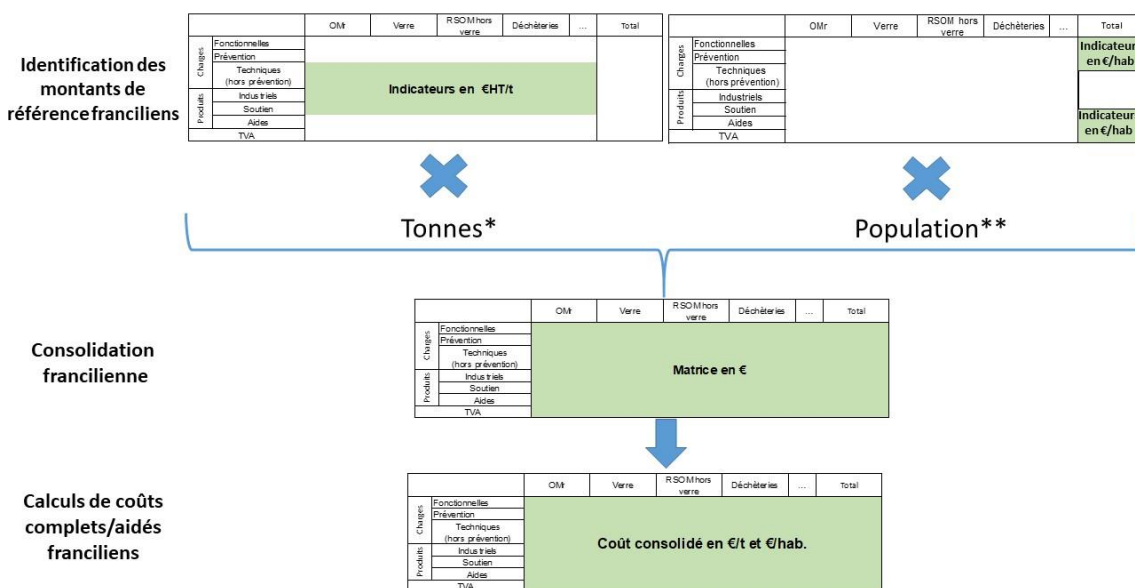 Identification des
montants de
référence franciliens
OMr Verre RSOM hors verre Déchèteries ... Total
Charges
Fonctionnelles
Prévention
Techniques
(hors prévention)
Produits
Industriels
Soutien
Aides
TVA
Indicateurs en €HT/t
OMr Verre RSOM hors verre Déchèteries ... Total
Charges
Fonctionnelles
Prévention
Techniques
(hors prévention)
Produits
Industriels
Soutien
Aides
TVA
Indicateurs
en €/hab
Indicateurs
en €/hab
Tonnes*
Population**
Consolidation
francilienne
OMr Verre RSOM hors verre Déchèteries ... Total
Charges
Fonctionnelles
Prévention
Techniques
(hors prévention)
Produits
Industriels
Soutien
Aides
TVA
Matrice en €
Calculs de coûts
complets/aidés
franciliens
OMr Verre RSOM hors verre Déchèteries ... Total
Charges
Fonctionnelles
Prévention
Techniques
(hors prévention)
Produits
Industriels
Soutien
Aides
TVA
Coût consolidé en €/t et €/hab.